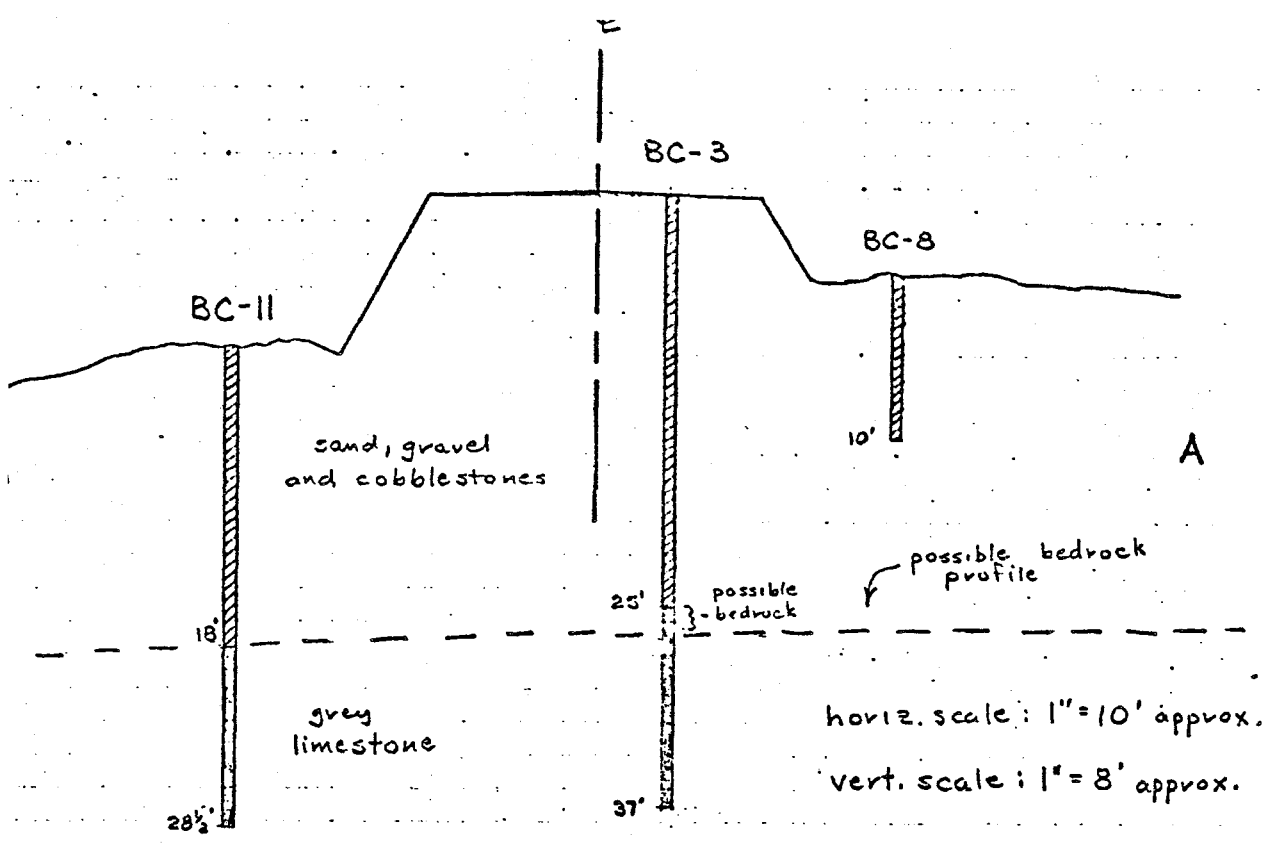 BC-3
BC-8
BC-11
sand, gravel
and cobblestones
10'
A
possible bedrock
profile
25'
possible
bedrock
18'
grey
limestone
horiz. scale : 1" = 10' approx.
vert. scale : 1" = 8' approx.
37'
28½'